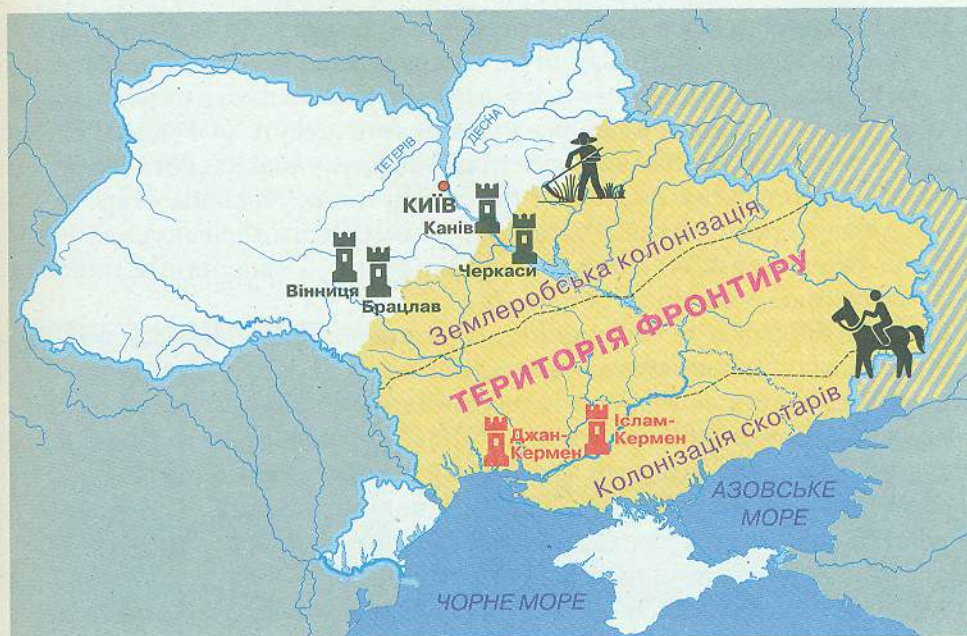 ТЕТЕРІВ
ДЕСНА
КИЇВ
Канів
Черкаси
Вінниця
Брацлав
Землеробська колонізація
ТЕРИТОРІЯ ФРОНТИРУ
Джан-
Кермен
Іслам-
Кермен
Колонізація скотарів
АЗОВСЬКЕ
МОРЕ
ЧОРНЕ МОРЕ